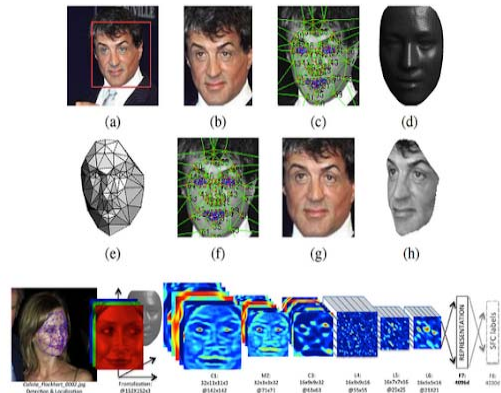 (a)
(b)
(c)
(d)
(e)
(f)
(g)
(h)
Calista_Flockhart_0002.jpg
Detection & Localization
Frontalization:
@152X152x3
C1:
32x11x11x3
@142x142
M2:
32x3x3x32
@71x71
C3:
16x9x9x32
@63x63
L4:
16x9x9x16
@55x55
L5:
16x7x7x16
@25x25
L6:
16x5x5x16
@21x21
REPRESENTATION
F7:
4096d
SFC labels
F8:
4030d